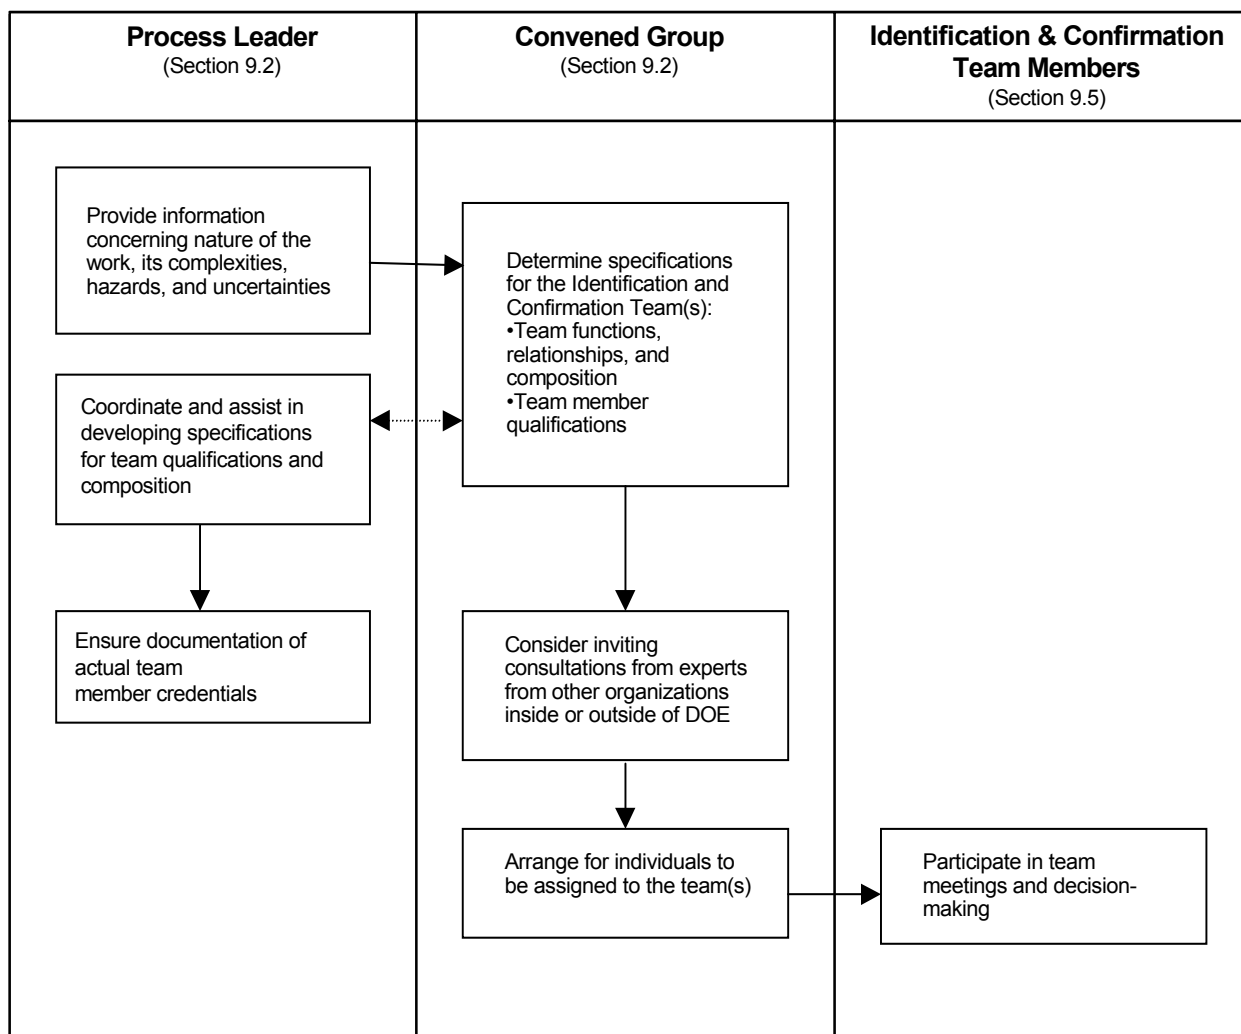 Process Leader
(Section 9.2)
Convened Group
(Section 9.2)
Identification & Confirmation
Team Members
(Section 9.5)
Provide information
concerning nature of the
work, its complexities,
hazards, and uncertainties
Coordinate and assist in
developing specifications
for team qualifications and
composition
Ensure documentation of
actual team
member credentials
Determine specifications
for the Identification and
Confirmation Team(s):
•Team functions,
relationships, and
composition
•Team member
qualifications
Consider inviting
consultations from experts
from other organizations
inside or outside of DOE
Arrange for individuals to
be assigned to the team(s)
Participate in team
meetings and decision-
making